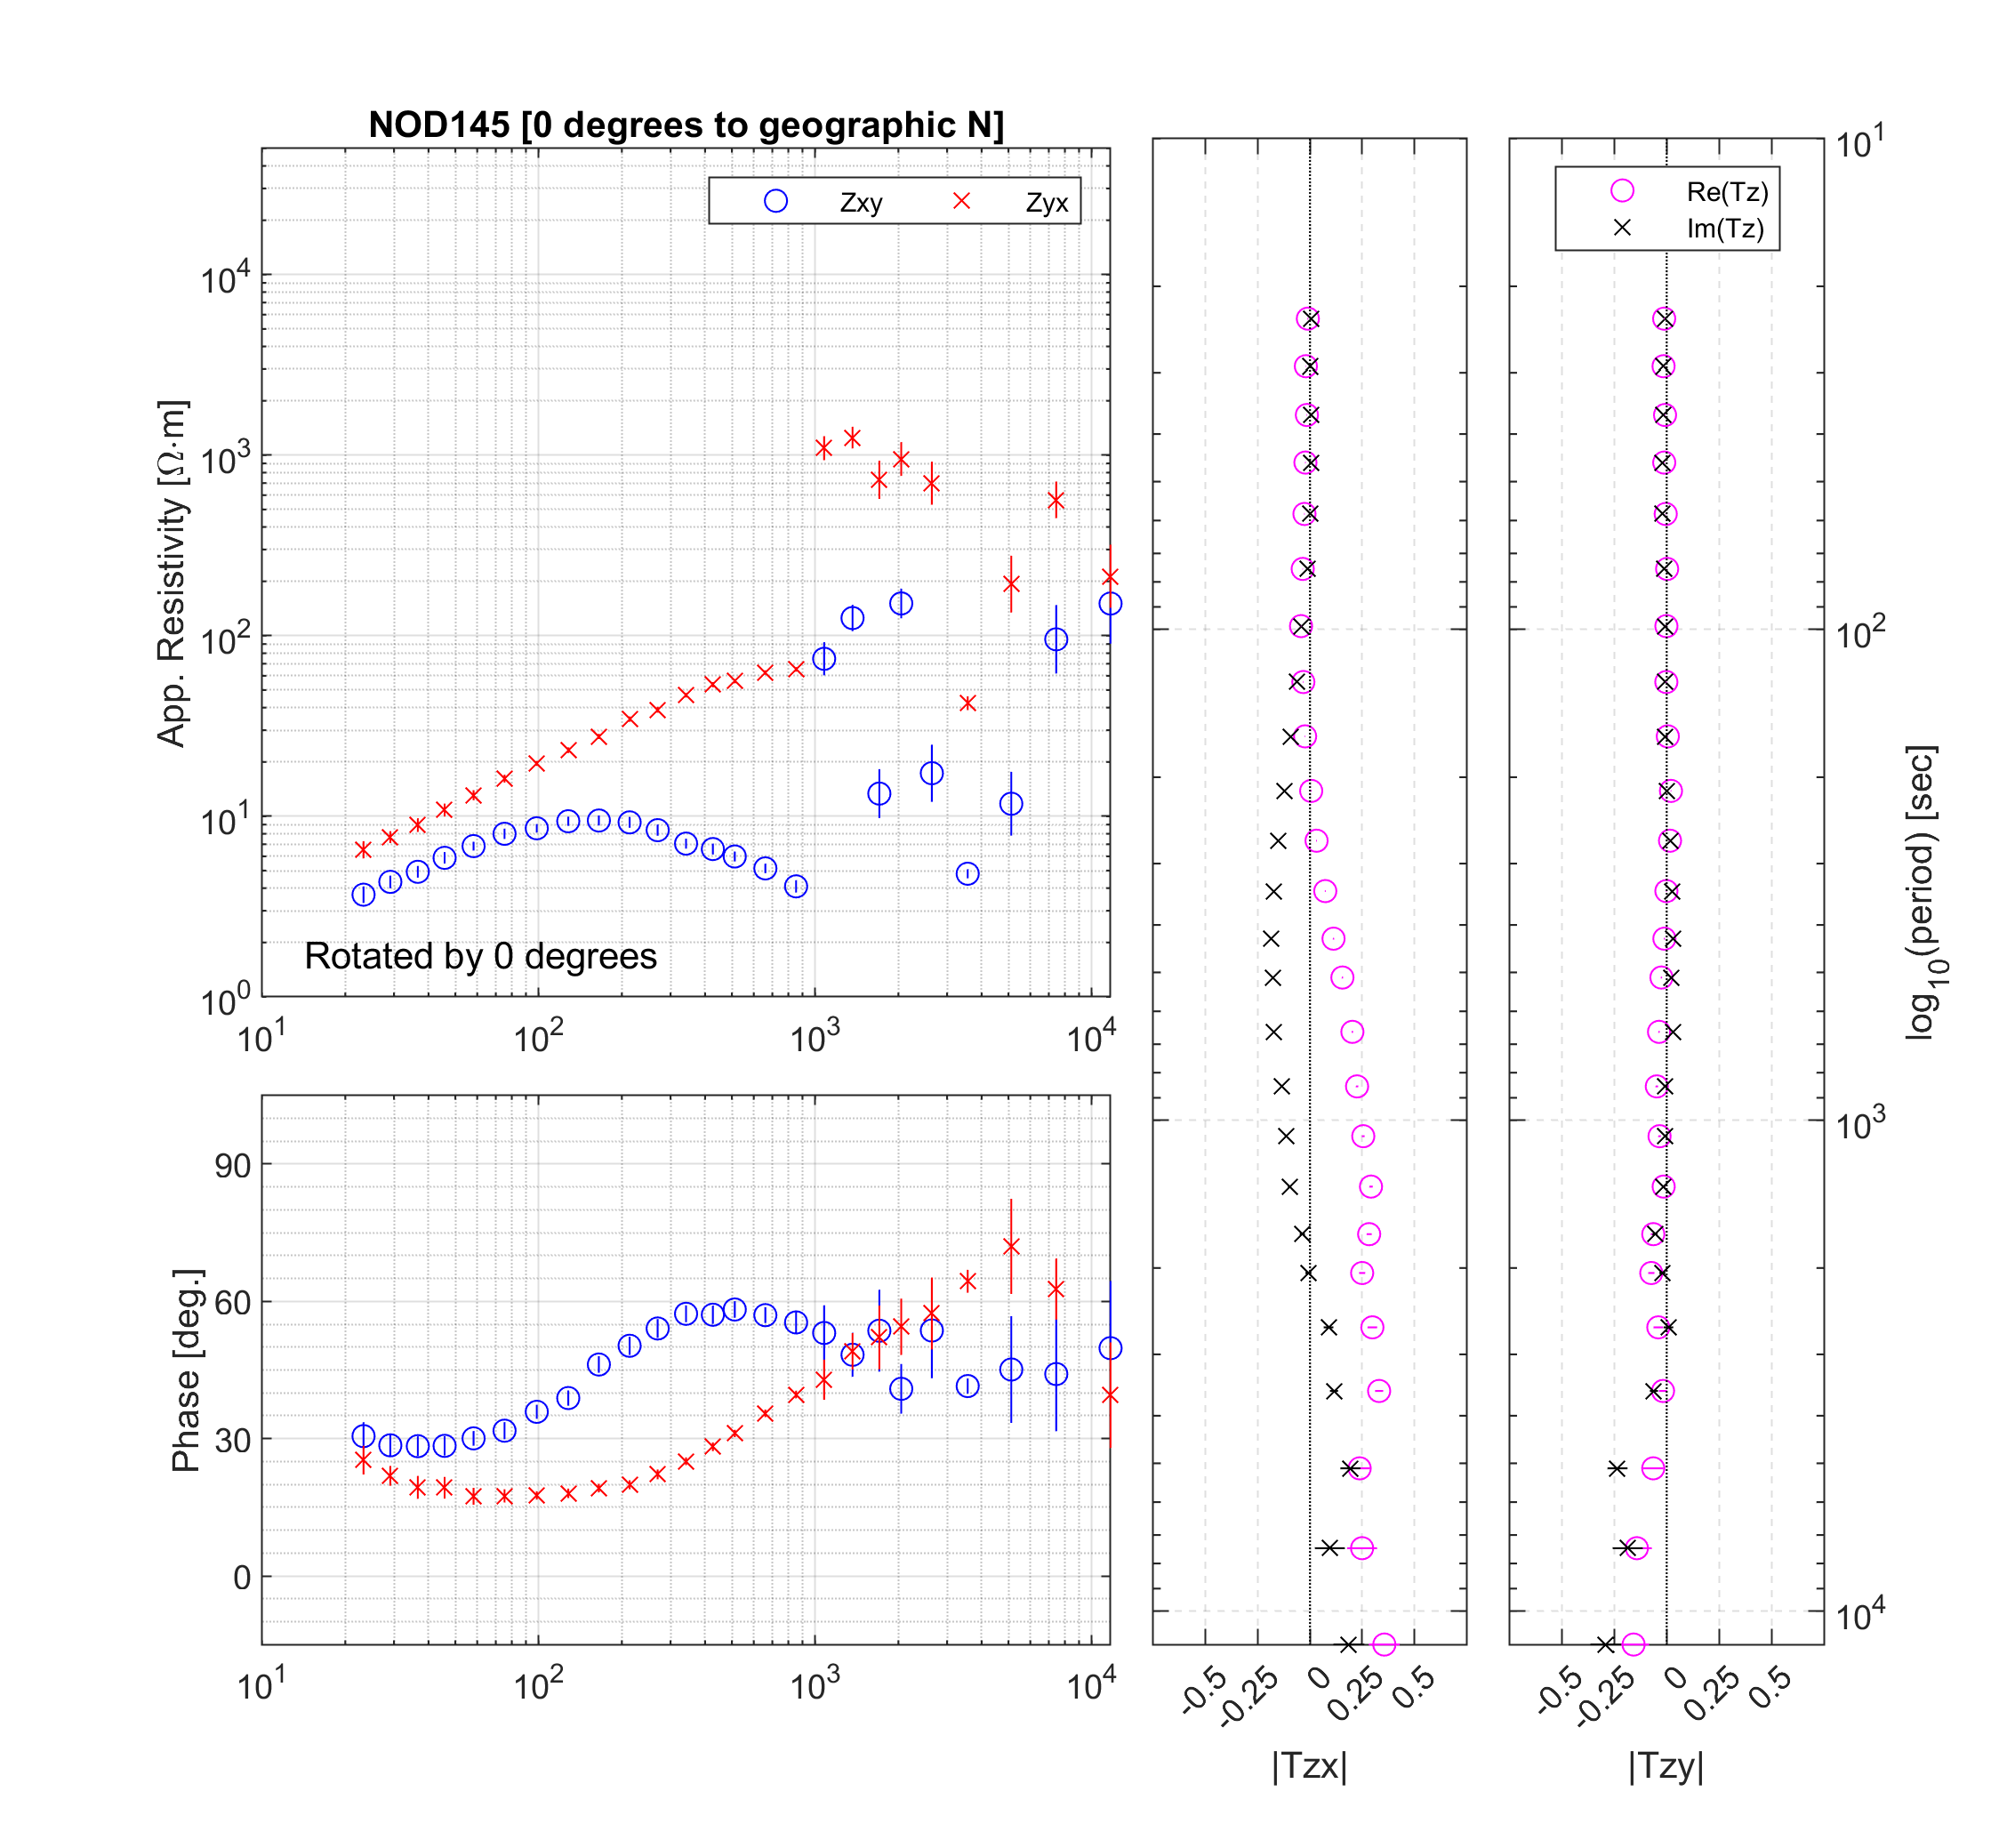 NOD145 [0 degrees to geographic N]
Zxy Zyx
App. Resistivity [Ω·m]
10^4
10^3
10^2
10^1
10^0
Rotated by 0 degrees
10^1 10^2 10^3 10^4
Phase [deg.]
90
60
30
0
10^1 10^2 10^3 10^4
-0.5 -0.25 0 0.25 0.5
|Tzx|
Re(Tz)
Im(Tz)
10^1
10^2
10^3
10^4
log_10(period) [sec]
-0.5 -0.25 0 0.25 0.5
|Tzy|